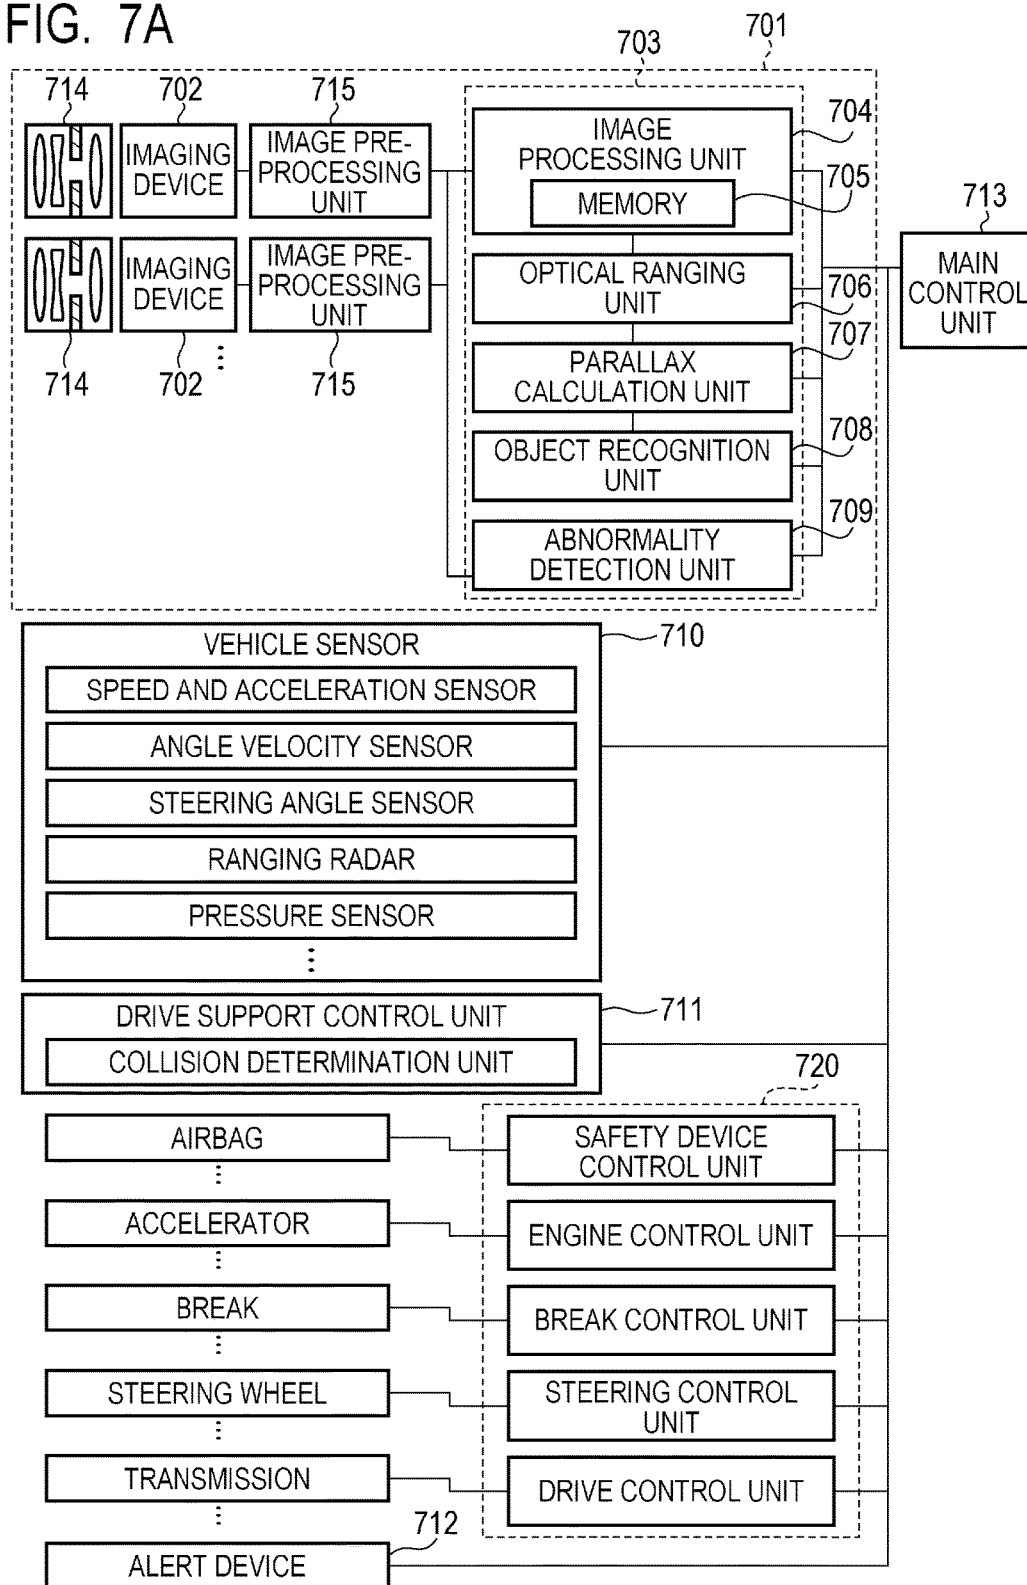 FIG. 7A
701
703
714
702
715
704
IMAGING
DEVICE
IMAGE PRE-
PROCESSING
UNIT
IMAGE
PROCESSING UNIT
705
MEMORY
713
MAIN
CONTROL
UNIT
IMAGING
DEVICE
IMAGE PRE-
PROCESSING
UNIT
OPTICAL RANGING
UNIT
706
714
702
715
707
PARALLAX
CALCULATION UNIT
708
OBJECT RECOGNITION
UNIT
709
ABNORMALITY
DETECTION UNIT
VEHICLE SENSOR
710
SPEED AND ACCELERATION SENSOR
ANGLE VELOCITY SENSOR
STEERING ANGLE SENSOR
RANGING RADAR
PRESSURE SENSOR
DRIVE SUPPORT CONTROL UNIT
711
COLLISION DETERMINATION UNIT
720
AIRBAG
SAFETY DEVICE
CONTROL UNIT
ACCELERATOR
ENGINE CONTROL UNIT
BREAK
BREAK CONTROL UNIT
STEERING WHEEL
STEERING CONTROL
UNIT
TRANSMISSION
DRIVE CONTROL UNIT
712
ALERT DEVICE